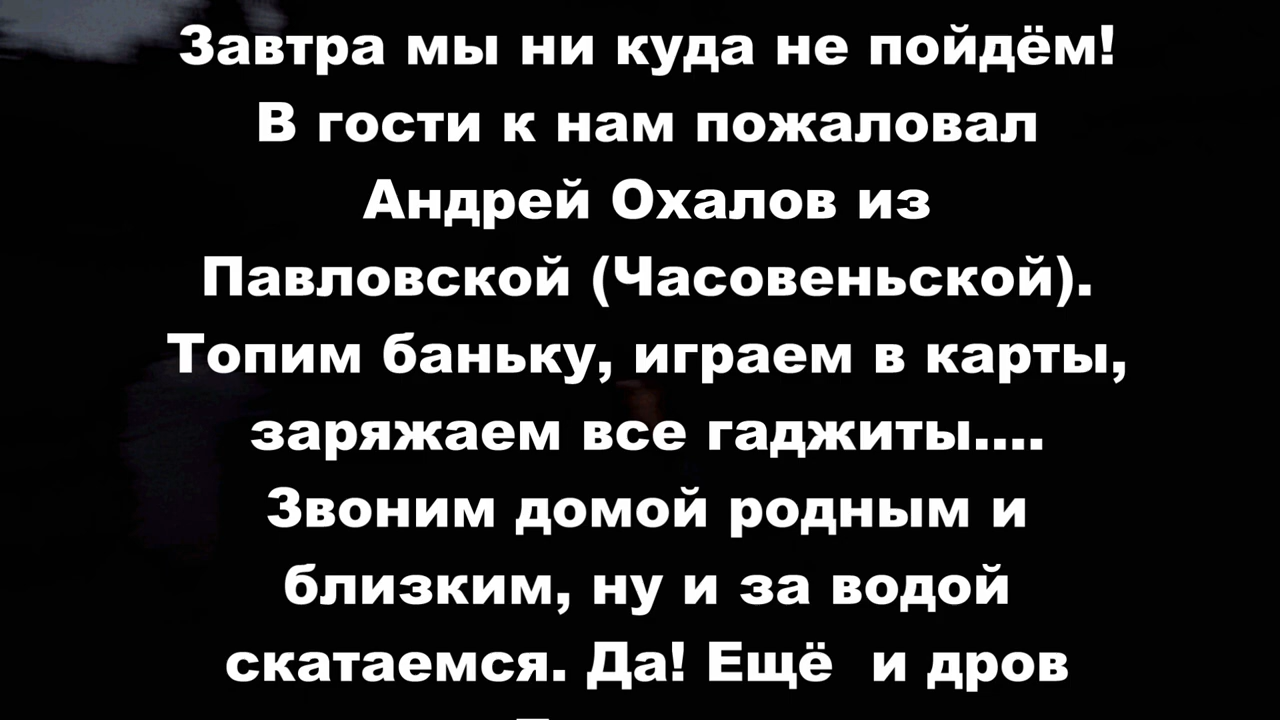 Завтра мы ни куда не пойдём!
В гости к нам пожаловал
Андрей Охалов из
Павловской (Часовеньской).
Топим баньку, играем в карты,
заряжаем все гаджиты....
Звоним домой родным и
близким, ну и за водой
скатаемся. Да! Ещё  и дров